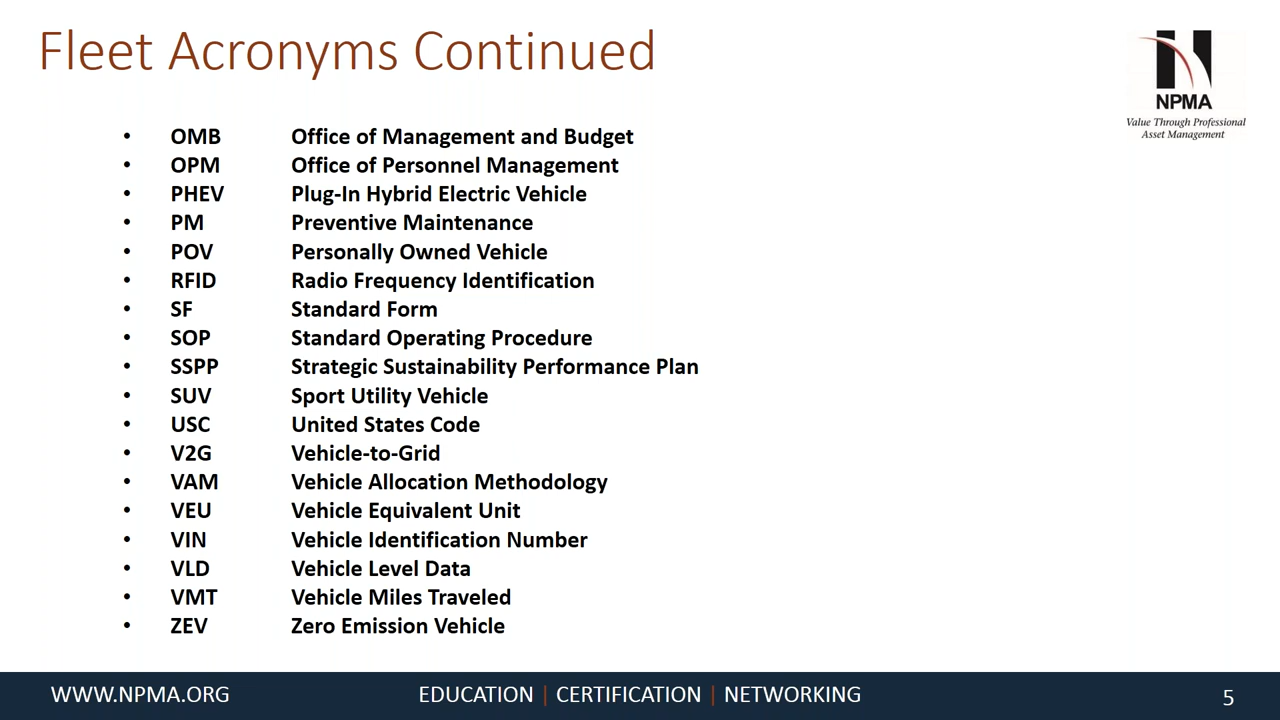 Fleet Acronyms Continued
NPMA
Value Through Professional
Asset Management
• OMB Office of Management and Budget
• OPM Office of Personnel Management
• PHEV Plug-In Hybrid Electric Vehicle
• PM Preventive Maintenance
• POV Personally Owned Vehicle
• RFID Radio Frequency Identification
• SF Standard Form
• SOP Standard Operating Procedure
• SSPP Strategic Sustainability Performance Plan
• SUV Sport Utility Vehicle
• USC United States Code
• V2G Vehicle-to-Grid
• VAM Vehicle Allocation Methodology
• VEU Vehicle Equivalent Unit
• VIN Vehicle Identification Number
• VLD Vehicle Level Data
• VMT Vehicle Miles Traveled
• ZEV Zero Emission Vehicle
WWW.NPMA.ORG EDUCATION | CERTIFICATION | NETWORKING 5